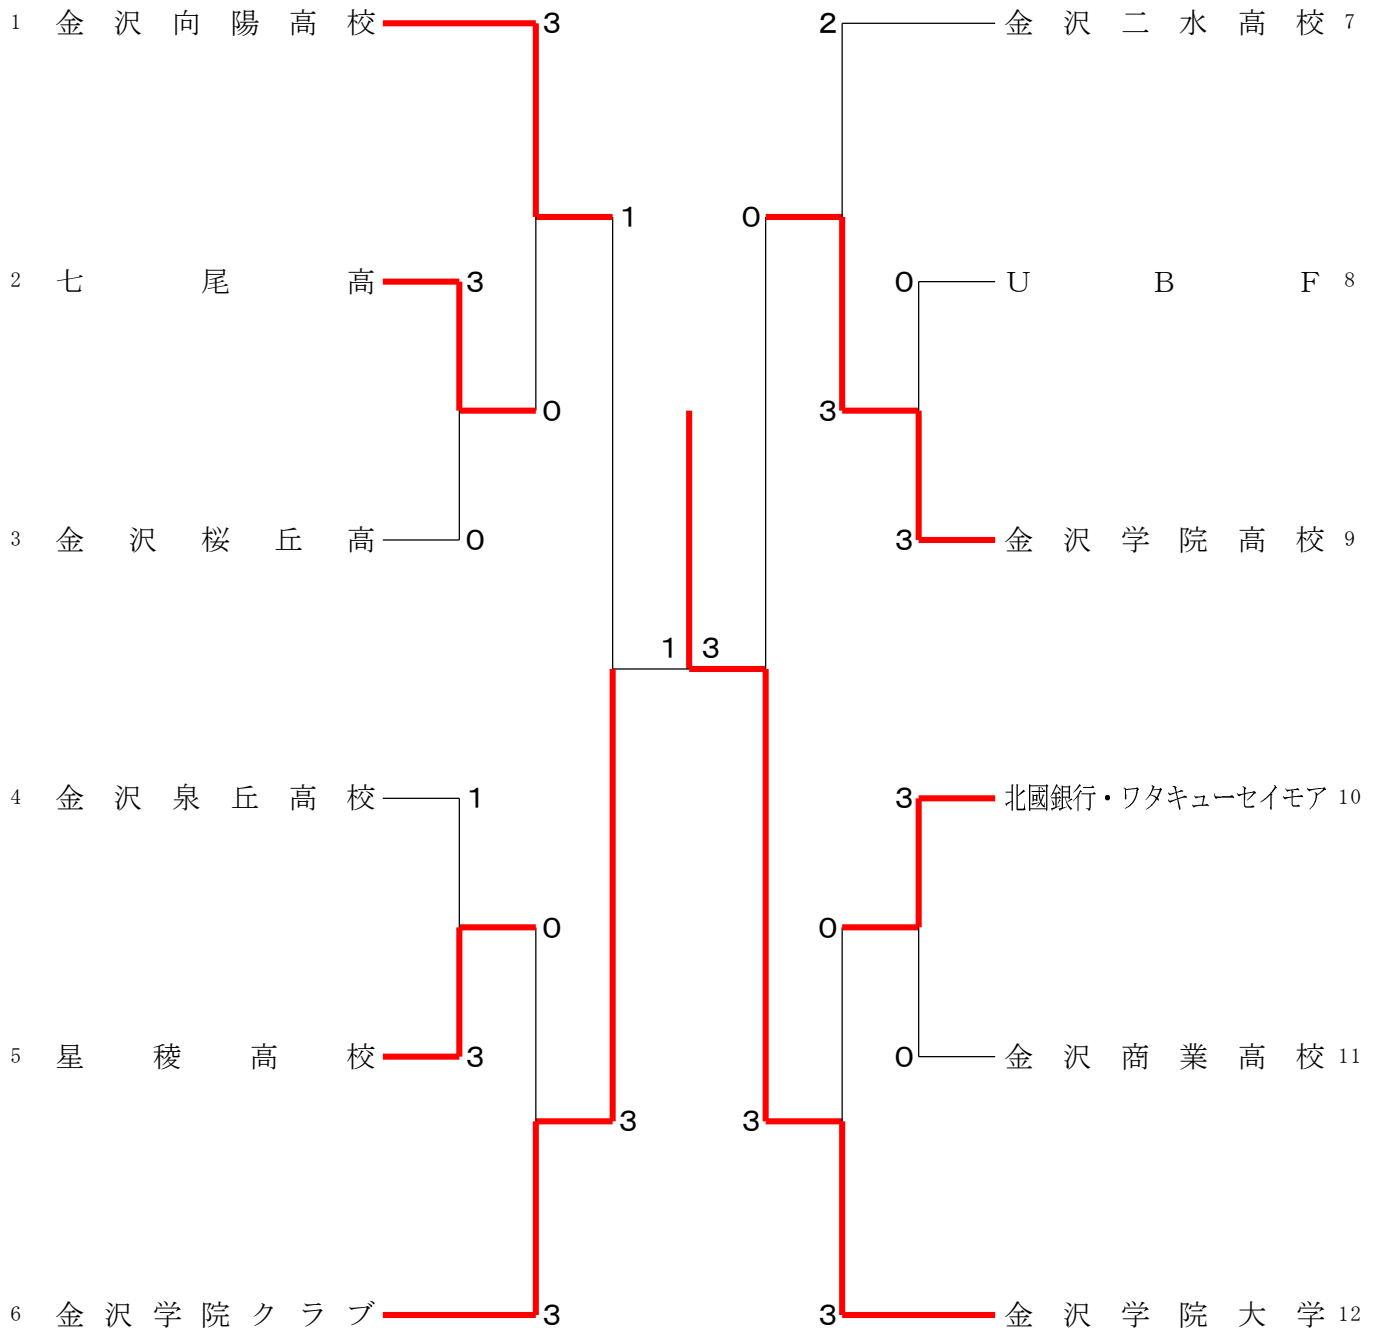 1 金沢向陽高校 3
2 金沢二水高校 7
1
0
2 七尾高 3
0 UBF 8
0
3
3 金沢桜丘高 0
3 金沢学院高校 9
1 3
4 金沢泉丘高校 1
3 北國銀行・ワタキューセイモア 10
0
0
5 星稜高校 3
0 金沢商業高校 11
3
3
6 金沢学院クラブ 3
3 金沢学院大学 12